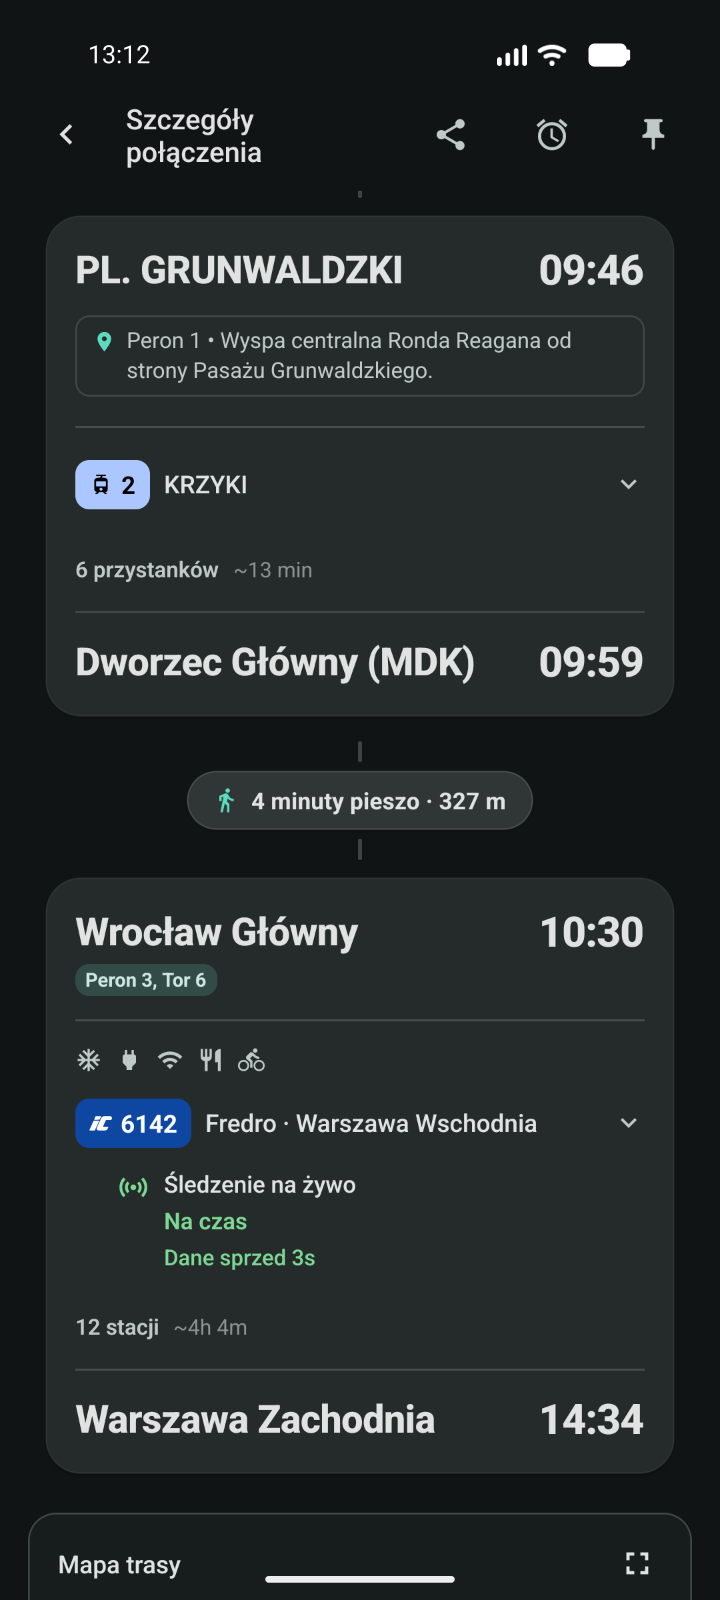 13:12
Szczegóły
połączenia
PL. GRUNWALDZKI 09:46
Peron 1 • Wyspa centralna Ronda Reagana od
strony Pasażu Grunwaldzkiego.
2 KRZYKI
6 przystanków ~13 min
Dworzec Główny (MDK) 09:59
4 minuty pieszo · 327 m
Wrocław Główny 10:30
Peron 3, Tor 6
IC 6142 Fredro · Warszawa Wschodnia
Śledzenie na żywo
Na czas
Dane sprzed 3s
12 stacji ~4h 4m
Warszawa Zachodnia 14:34
Mapa trasy